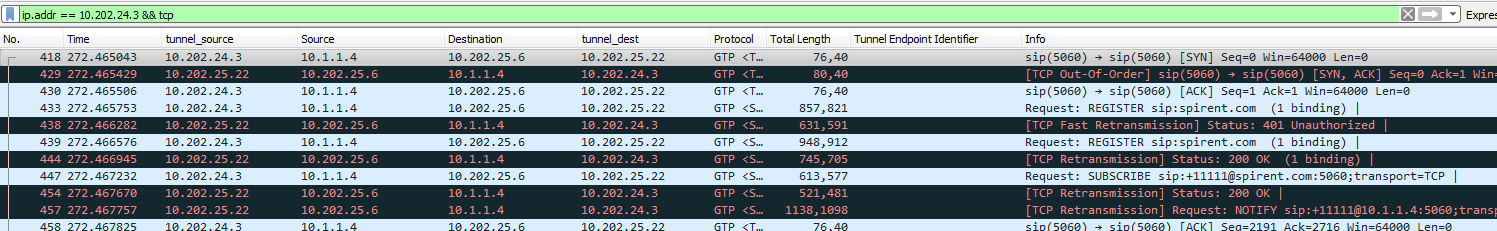 ip.addr == 10.202.24.3 && tcp Expres
No. Time tunnel_source Source Destination tunnel_dest Protocol Total Length Tunnel Endpoint Identifier Info
418 272.465043 10.202.24.3 10.1.1.4 10.202.25.6 10.202.25.22 GTP <T… 76,40 sip(5060) → sip(5060) [SYN] Seq=0 Win=64000 Len=0
429 272.465429 10.202.25.22 10.202.25.6 10.1.1.4 10.202.24.3 GTP <T… 80,40 [TCP Out-Of-Order] sip(5060) → sip(5060) [SYN, ACK] Seq=0 Ack=1 Win=
430 272.465506 10.202.24.3 10.1.1.4 10.202.25.6 10.202.25.22 GTP <T… 76,40 sip(5060) → sip(5060) [ACK] Seq=1 Ack=1 Win=64000 Len=0
433 272.465753 10.202.24.3 10.1.1.4 10.202.25.6 10.202.25.22 GTP <S… 857,821 Request: REGISTER sip:spirent.com (1 binding) |
438 272.466282 10.202.25.22 10.202.25.6 10.1.1.4 10.202.24.3 GTP <S… 631,591 [TCP Fast Retransmission] Status: 401 Unauthorized |
439 272.466576 10.202.24.3 10.1.1.4 10.202.25.6 10.202.25.22 GTP <S… 948,912 Request: REGISTER sip:spirent.com (1 binding) |
444 272.466945 10.202.25.22 10.202.25.6 10.1.1.4 10.202.24.3 GTP <S… 745,705 [TCP Retransmission] Status: 200 OK (1 binding) |
447 272.467232 10.202.24.3 10.1.1.4 10.202.25.6 10.202.25.22 GTP <S… 613,577 Request: SUBSCRIBE sip:+11111@spirent.com:5060;transport=TCP |
454 272.467670 10.202.25.22 10.202.25.6 10.1.1.4 10.202.24.3 GTP <S… 521,481 [TCP Retransmission] Status: 200 OK |
457 272.467757 10.202.25.22 10.202.25.6 10.1.1.4 10.202.24.3 GTP <S… 1138,1098 [TCP Retransmission] Request: NOTIFY sip:+11111@10.1.1.4:5060;transp
458 272.467825 10.202.24.3 10.1.1.4 10.202.25.6 10.202.25.22 GTP <T… 76,40 sip(5060) → sip(5060) [ACK] Seq=2191 Ack=2716 Win=64000 Len=0